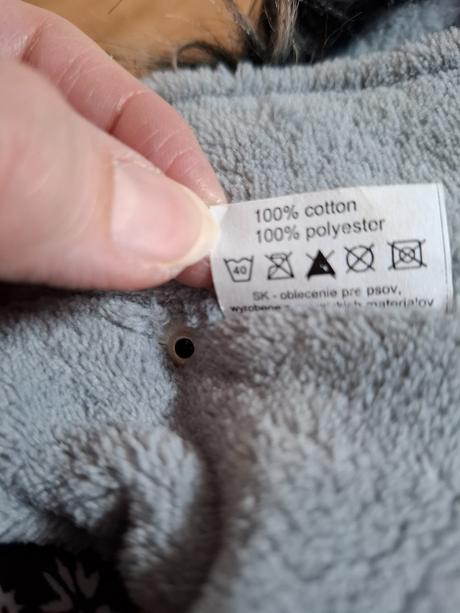 100% cotton
100% polyester
40
SK - oblecenie pre psov,